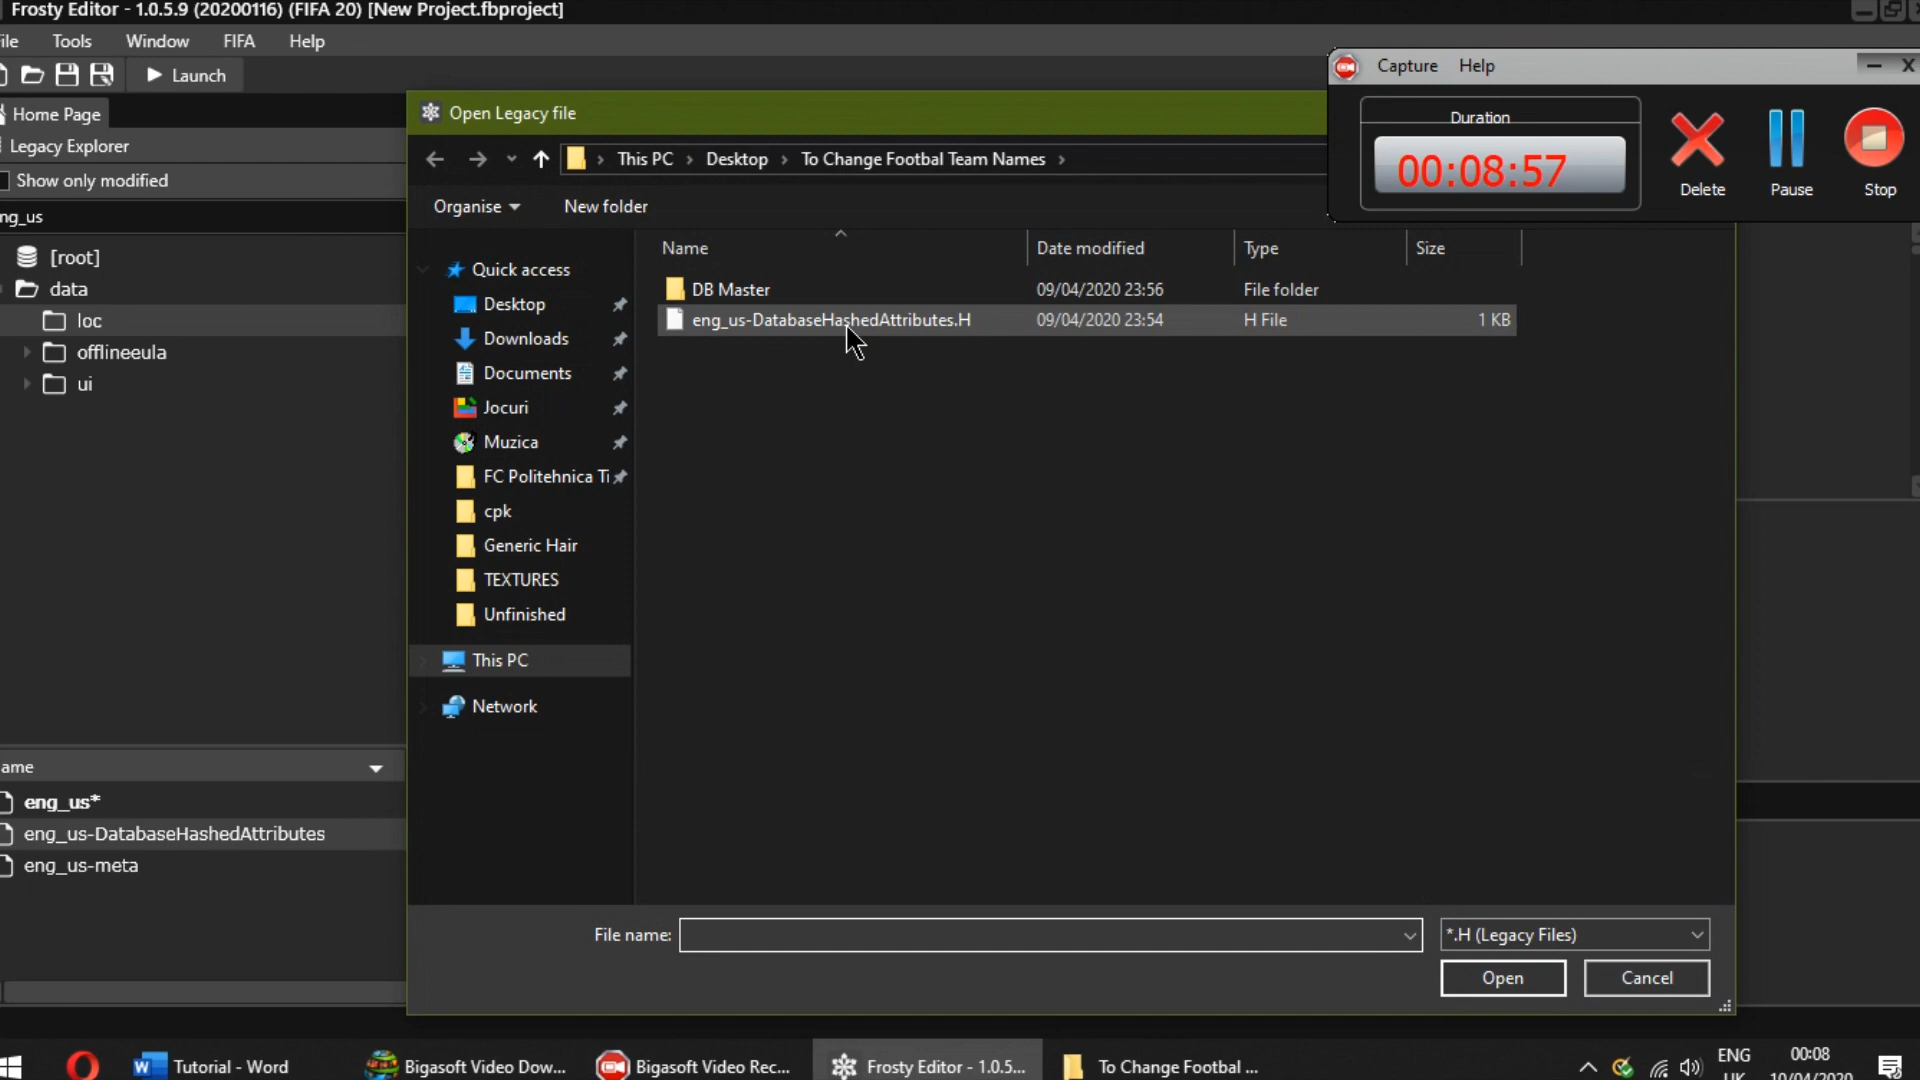 Frosty Editor - 1.0.5.9 (20200116) (FIFA 20) [New Project.fbproject]
ile Tools Window FIFA Help
Launch
Home Page
Legacy Explorer
Show only modified
ng_us
[root]
data
loc
offlineeula
ui
ame
eng_us*
eng_us-DatabaseHashedAttributes
eng_us-meta
Open Legacy file
This PC > Desktop > To Change Footbal Team Names >
Organise New folder
Name Date modified Type Size
DB Master 09/04/2020 23:56 File folder
eng_us-DatabaseHashedAttributes.H 09/04/2020 23:54 H File 1 KB
Quick access
Desktop
Downloads
Documents
Jocuri
Muzica
FC Politehnica Ti
cpk
Generic Hair
TEXTURES
Unfinished
This PC
Network
File name: *.H (Legacy Files)
Open Cancel
Capture Help
Duration
00:08:57
Delete Pause Stop
Tutorial - Word
Bigasoft Video Dow...
Bigasoft Video Rec...
Frosty Editor - 1.0.5...
To Change Footbal ...
ENG
UK
00:08
10/04/2020